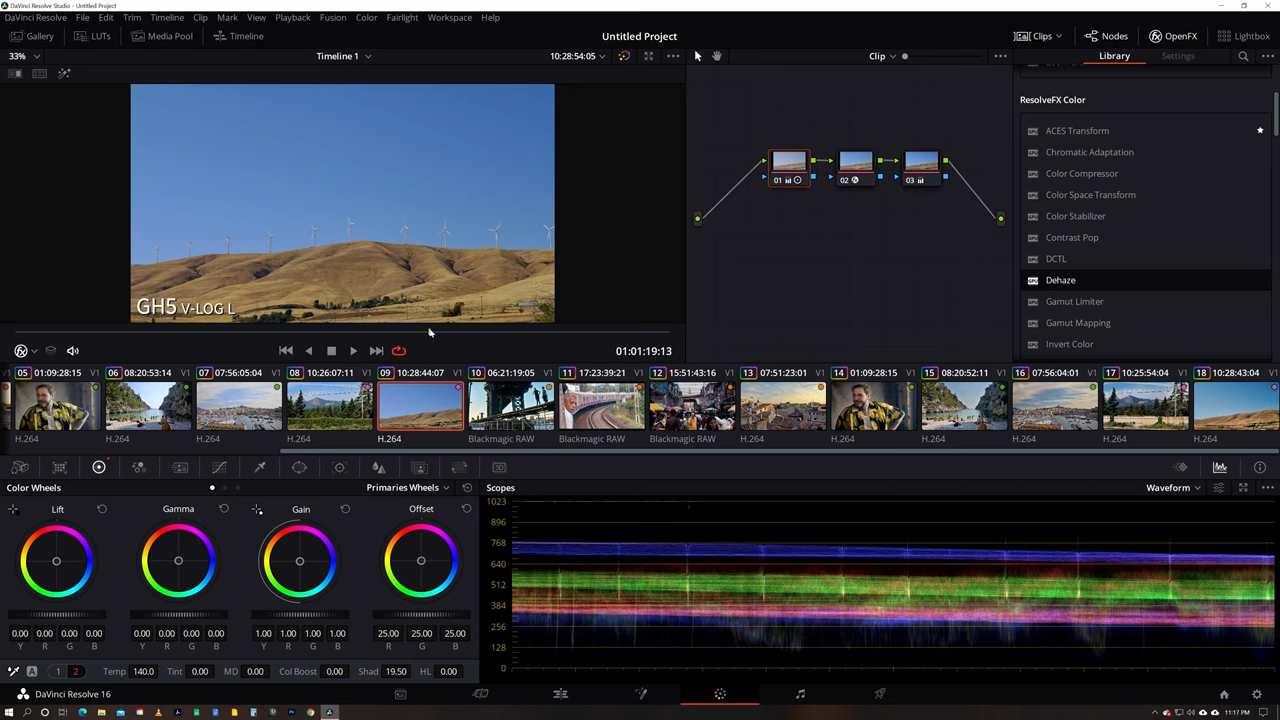 DaVinci Resolve Studio - Untitled Project
DaVinci Resolve File Edit Trim Timeline Clip Mark View Playback Fusion Color Fairlight Workspace Help
Gallery LUTs Media Pool Timeline Untitled Project Clips Nodes OpenFX Lightbox
33% Timeline 1 10:28:54:05 Clip Library Settings
ResolveFX Color
ACES Transform
Chromatic Adaptation
Color Compressor
Color Space Transform
Color Stabilizer
Contrast Pop
DCTL
Dehaze
Gamut Limiter
Gamut Mapping
Invert Color
01 02 03
GH5 V-LOG L
01:01:19:13
05 01:09:28:15 V1 06 08:20:53:14 V1 07 07:56:05:04 V1 08 10:26:07:11 V1 09 10:28:44:07 V1 10 06:21:19:05 V1 11 17:23:39:21 V1 12 15:51:43:16 V1 13 07:51:23:01 V1 14 01:09:28:15 V1 15 08:20:52:11 V1 16 07:56:04:01 V1 17 10:25:54:04 V1 18 10:28:43:04 V1
H.264 H.264 H.264 H.264 H.264 Blackmagic RAW Blackmagic RAW Blackmagic RAW H.264 H.264 H.264 H.264 H.264 H.264
Color Wheels Primaries Wheels Scopes Waveform
Lift Gamma Gain Offset
0.00 0.00 0.00 0.00 0.00 0.00 0.00 0.00 1.00 1.00 1.00 1.00 25.00 25.00 25.00
Y R G B Y R G B Y R G B R G B
A 1 2 Temp 140.0 Tint 0.00 MD 0.00 Col Boost 0.00 Shad 19.50 HL 0.00
1023
896
768
640
512
384
256
128
0
DaVinci Resolve 16
11:17 PM